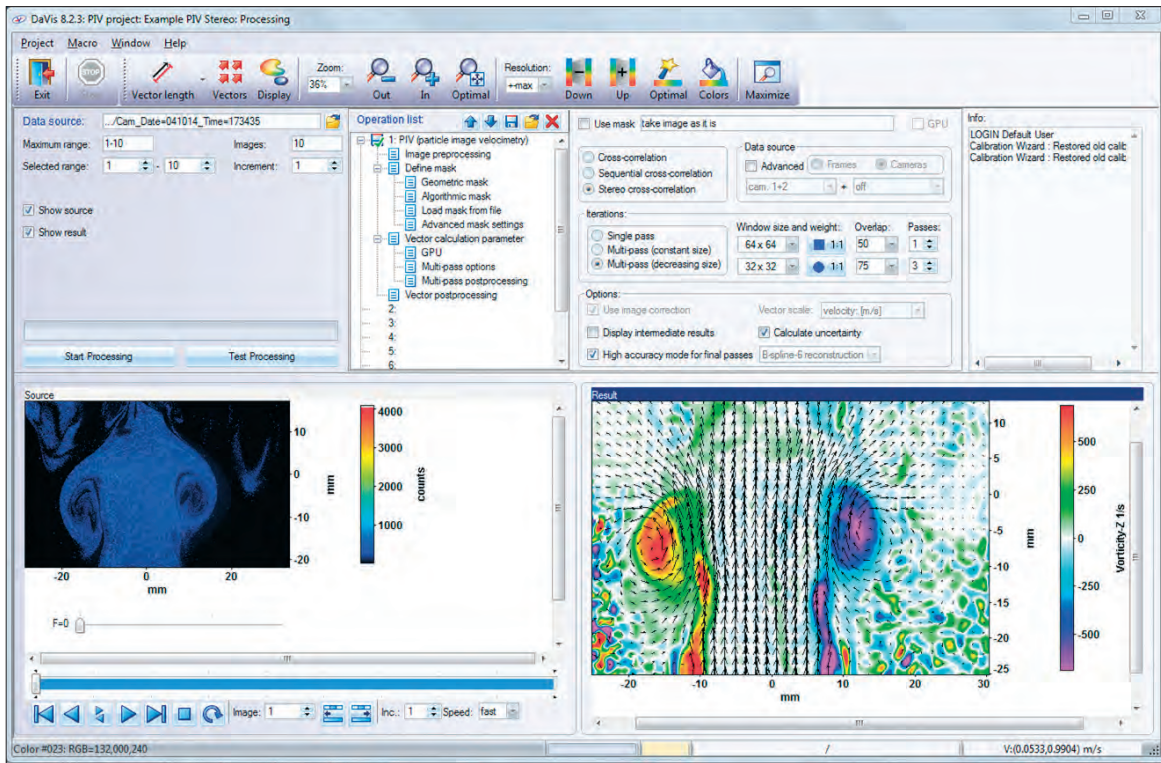 DaVis 8.2.3: PIV project: Example PIV Stereo: Processing
Project Macro Window Help
Zoom:
36%
Resolution:
+-max
Exit
STOP
Vector length
Vectors
Display
Out
In
Optimal
Down
Up
Optimal
Colors
Maximize
Data source: .../Cam_Date=041014_Time=173435
Maximum range: 1-10 Images: 10
Selected range: 1 - 10 Increment: 1
Show source
Show result
Start Processing
Test Processing
Operation list:
1: PIV (particle image velocimetry)
Image preprocessing
Define mask
Geometric mask
Algorithmic mask
Load mask from file
Advanced mask settings
Vector calculation parameter
GPU
Multi-pass options
Multi-pass postprocessing
Vector postprocessing
2:
3:
4:
5:
6:
Use mask take image as it is GPU
Cross-correlation
Sequential cross-correlation
Stereo cross-correlation
Data source
Advanced Frames Cameras
cam. 1+2 + off
Iterations:
Single pass
Multi-pass (constant size)
Multi-pass (decreasing size)
Window size and weight: Overlap: Passes:
64 x 64 1:1 50 1
32 x 32 1:1 75 3
Options:
Use image correction Vector scale: velocity: [m/s]
Display intermediate results Calculate uncertainty
High accuracy mode for final passes B-spline-6 reconstruction
Info:
LOGIN Default User
Calibration Wizard : Restored old calib
Calibration Wizard : Restored old calib
Source
10
0
-10
-20
mm
-20 0 20
mm
4000
3000
2000
1000
counts
F=0
Image: 1 Inc.: 1 Speed: fast
Result
10
5
0
-5
-10
-15
-20
-25
mm
-20 -10 0 10 20 30
mm
500
250
0
-250
-500
Vorticity-Z 1/s
Color #023: RGB=132,000,240
/
V:(0.0533,0.9904) m/s